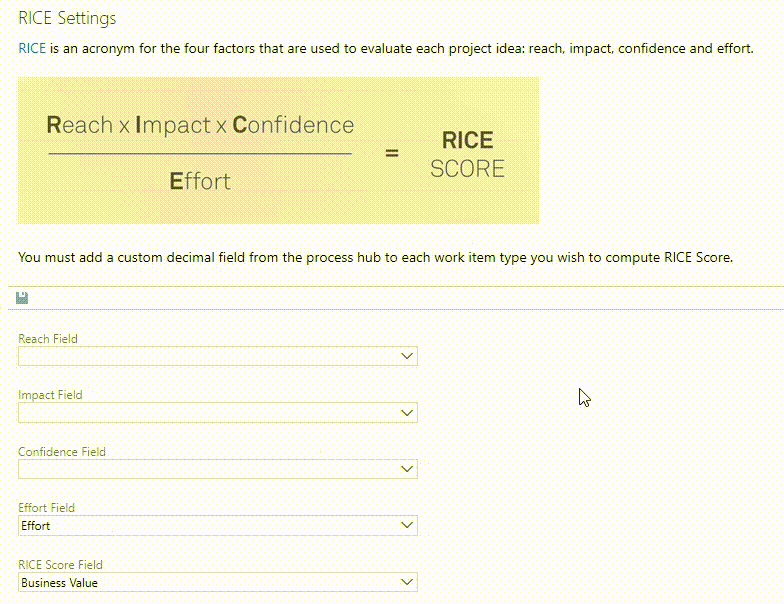 RICE Settings
RICE is an acronym for the four factors that are used to evaluate each project idea: reach, impact, confidence and effort.
Reach x Impact x Confidence
Effort
=
RICE
SCORE
You must add a custom decimal field from the process hub to each work item type you wish to compute RICE Score.
Reach Field
Impact Field
Confidence Field
Effort Field
Effort
RICE Score Field
Business Value